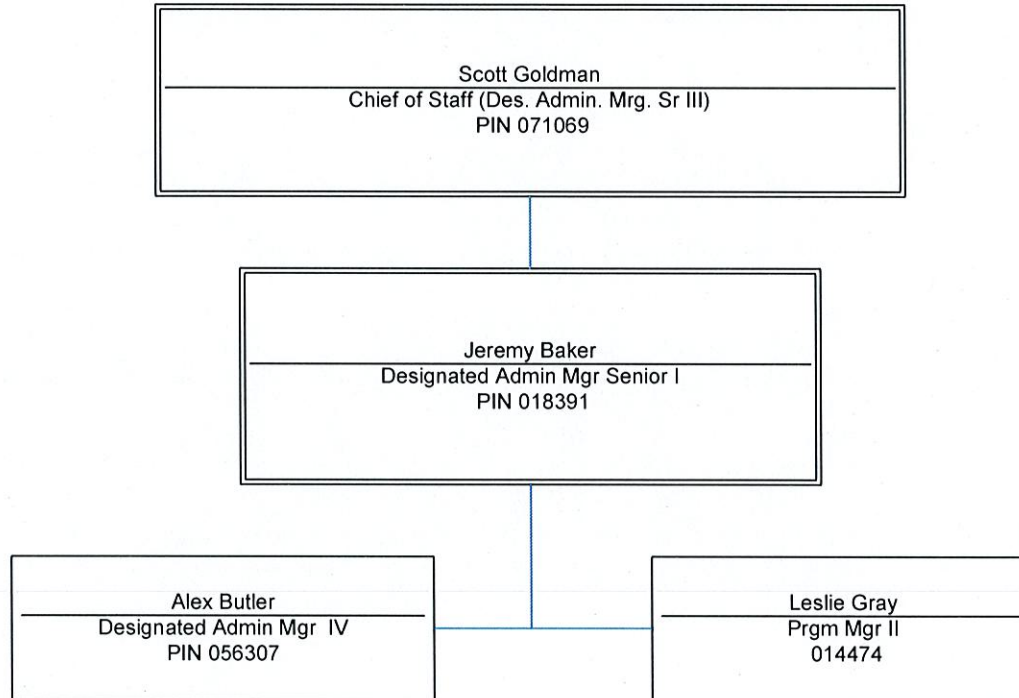 Scott Goldman
Chief of Staff (Des. Admin. Mrg. Sr III)
PIN 071069
Jeremy Baker
Designated Admin Mgr Senior I
PIN 018391
Alex Butler
Designated Admin Mgr IV
PIN 056307
Leslie Gray
Prgm Mgr II
014474